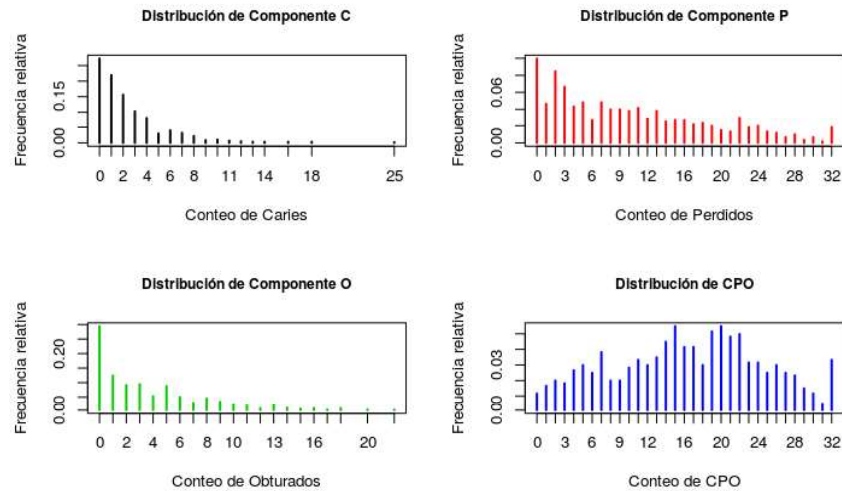 Distribución de Componente C
Frecuencia relativa
0.15
0.00
0 2 4 6 8 11 14 18 25
Conteo de Caries
Distribución de Componente P
Frecuencia relativa
0.06
0.00
0 3 6 9 12 16 20 24 28 32
Conteo de Perdidos
Distribución de Componente O
Frecuencia relativa
0.20
0.00
0 2 4 6 8 10 13 16 20
Conteo de Obturados
Distribución de CPO
Frecuencia relativa
0.03
0.00
0 3 6 9 12 16 20 24 28 32
Conteo de CPO